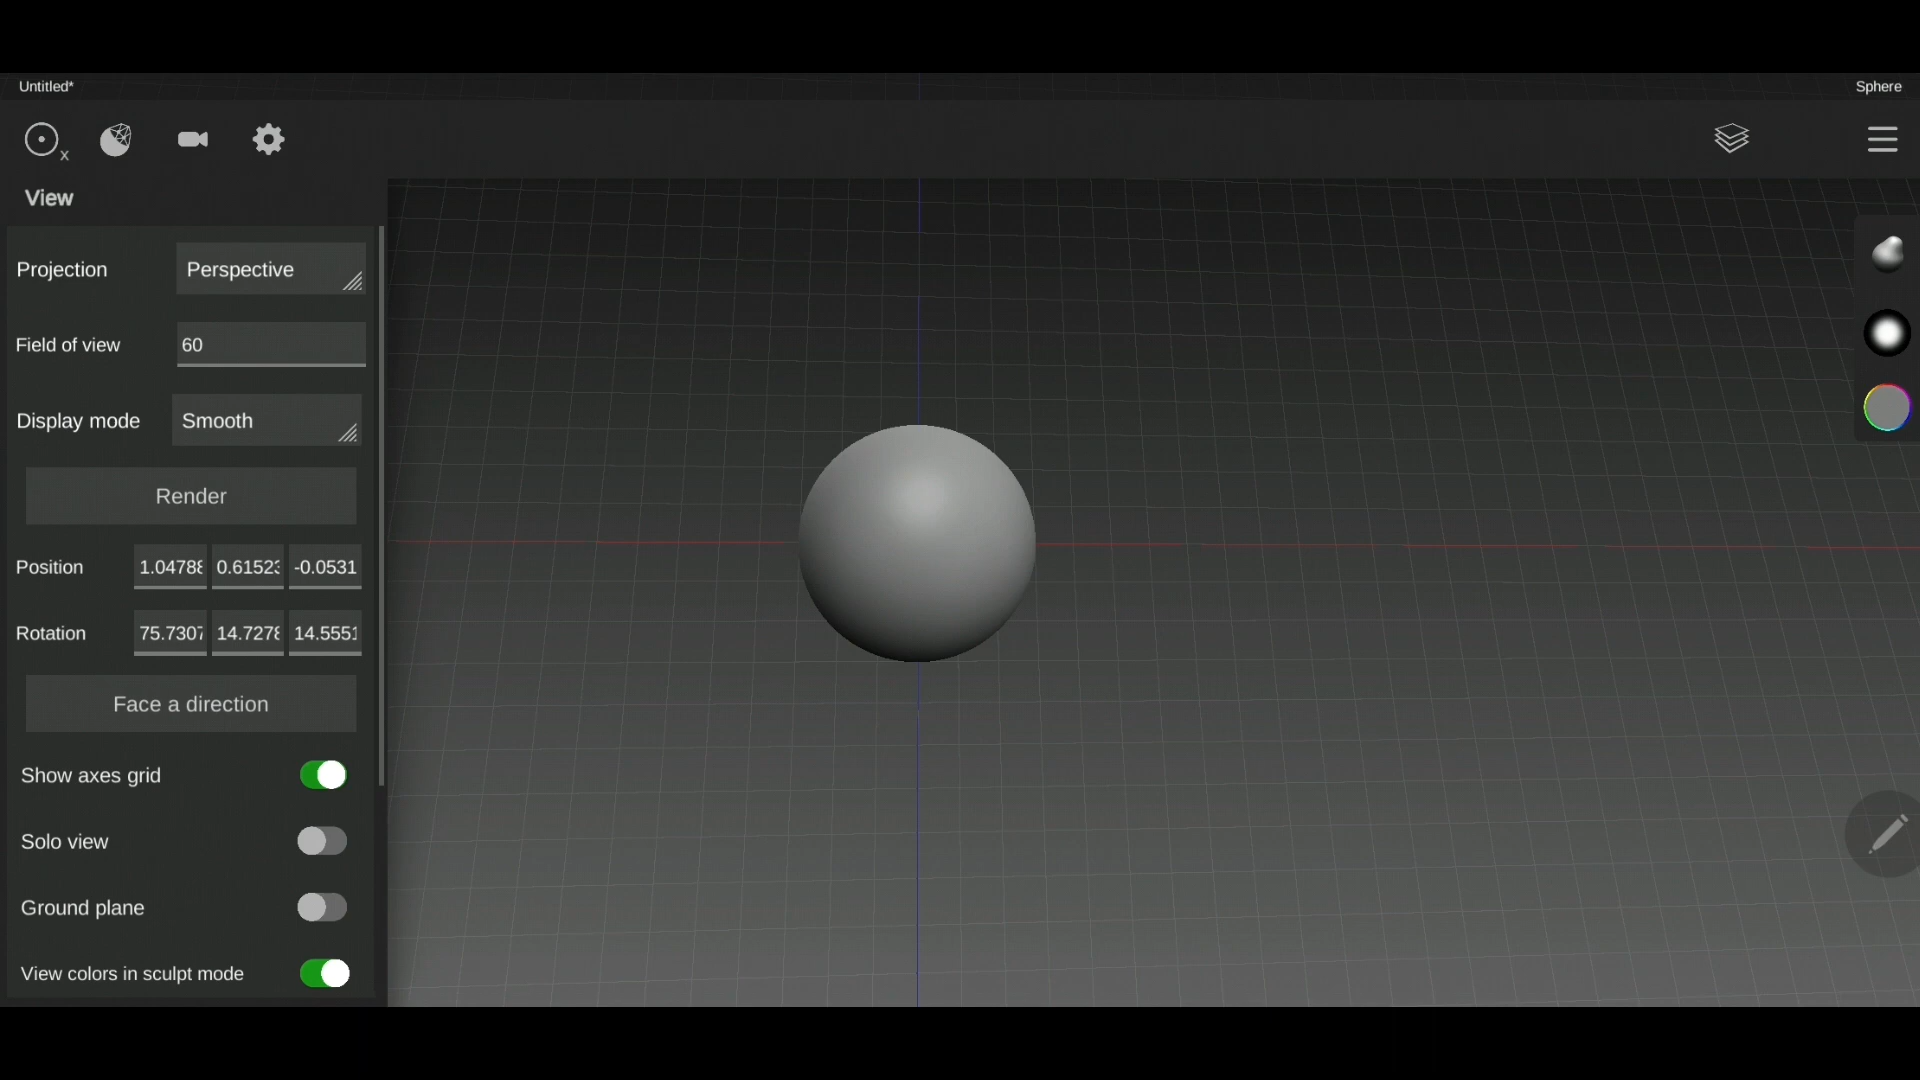 Untitled*
Sphere
x
View
Projection
Perspective
Field of view
60
Display mode
Smooth
Render
Position
1.04788
0.61523
-0.0531
Rotation
75.7307
14.7278
14.5551
Face a direction
Show axes grid
Solo view
Ground plane
View colors in sculpt mode